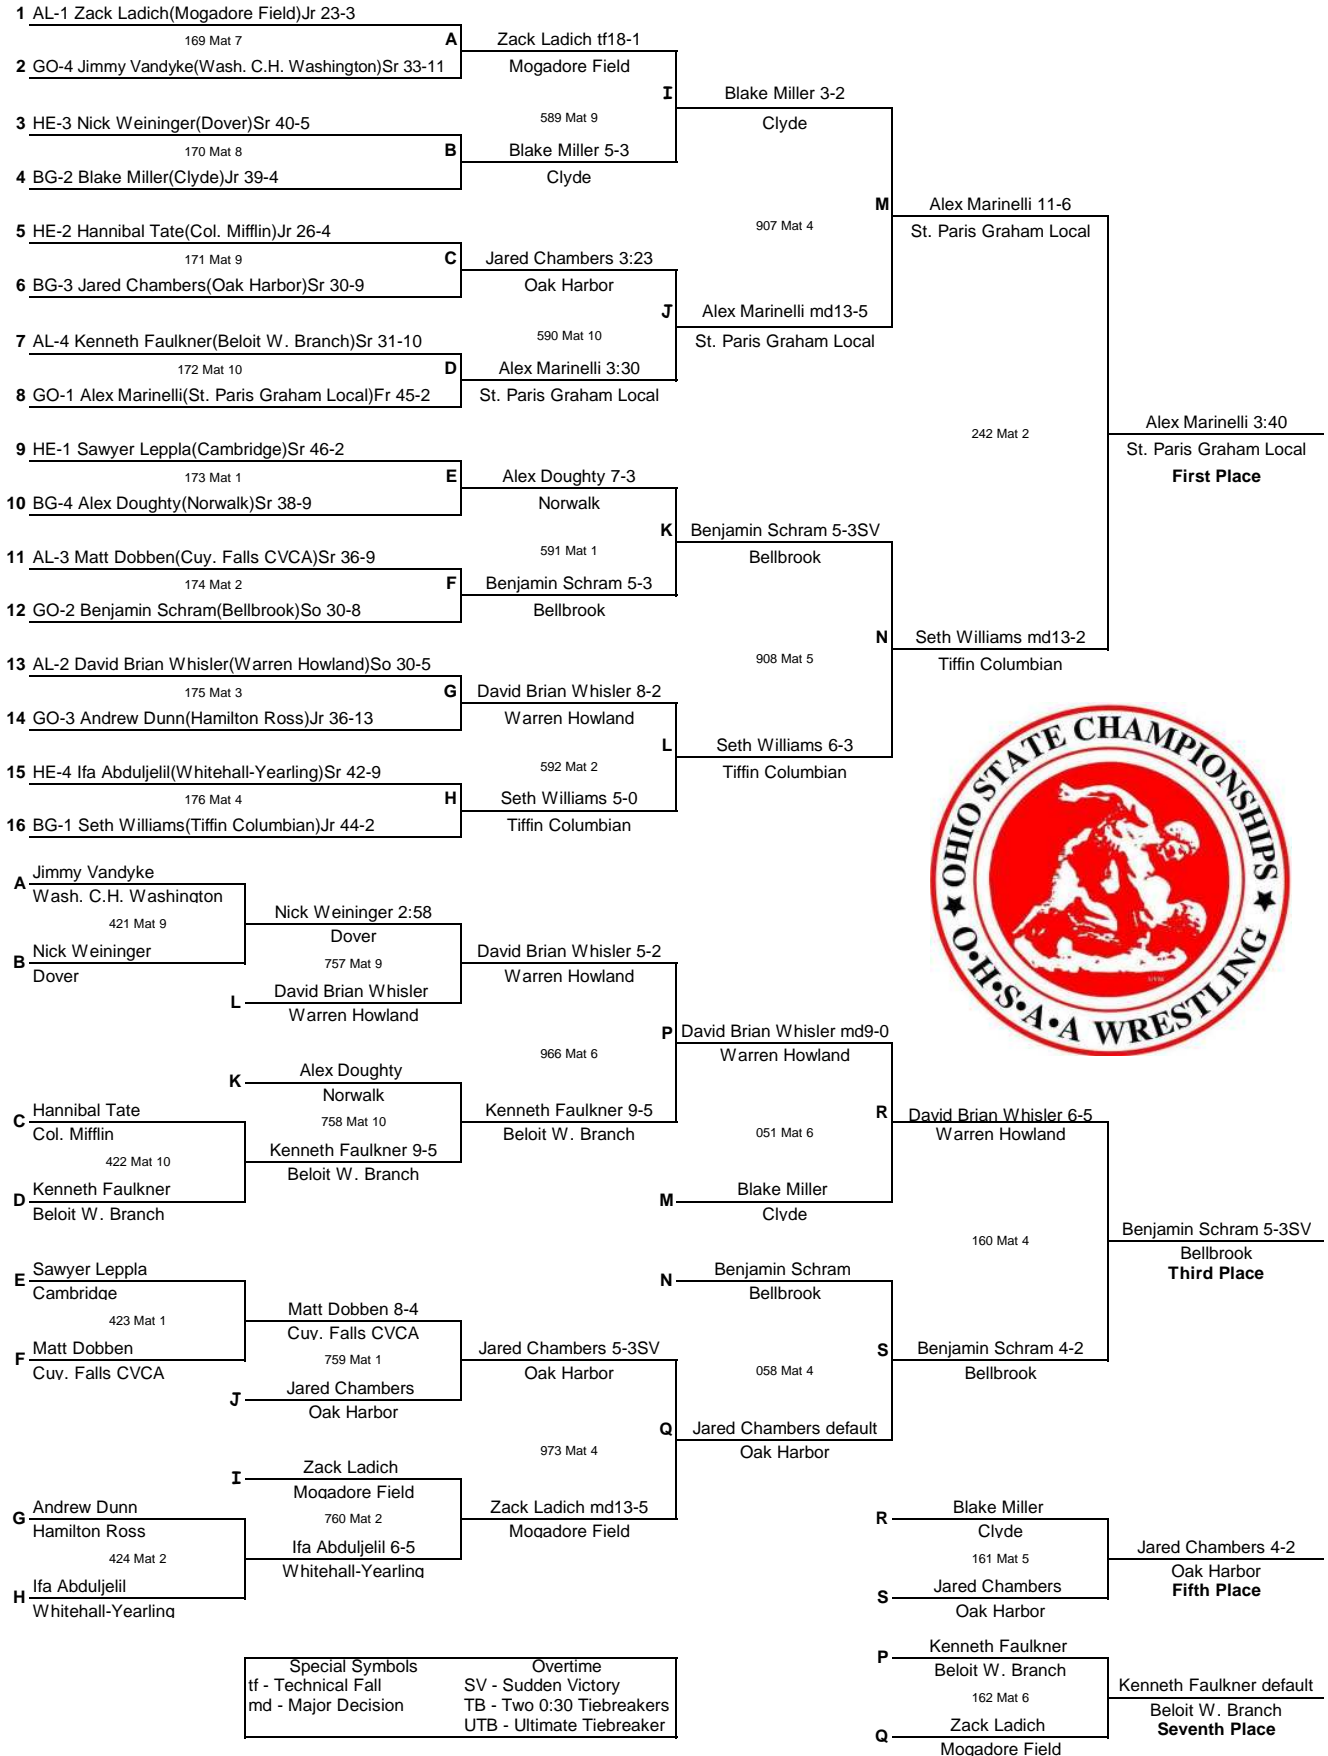 1 AL-1 Zack Ladich(Mogadore Field)Jr 23-3
169 Mat 7
A
2 GO-4 Jimmy Vandyke(Wash. C.H. Washington)Sr 33-11
Zack Ladich tf18-1
Mogadore Field
3 HE-3 Nick Weininger(Dover)Sr 40-5
170 Mat 8
B
4 BG-2 Blake Miller(Clyde)Jr 39-4
Blake Miller 5-3
Clyde
589 Mat 9
I
Blake Miller 3-2
Clyde
5 HE-2 Hannibal Tate(Col. Mifflin)Jr 26-4
171 Mat 9
C
6 BG-3 Jared Chambers(Oak Harbor)Sr 30-9
Jared Chambers 3:23
Oak Harbor
7 AL-4 Kenneth Faulkner(Beloit W. Branch)Sr 31-10
172 Mat 10
D
8 GO-1 Alex Marinelli(St. Paris Graham Local)Fr 45-2
Alex Marinelli 3:30
St. Paris Graham Local
590 Mat 10
J
Alex Marinelli md13-5
St. Paris Graham Local
907 Mat 4
M
Alex Marinelli 11-6
St. Paris Graham Local
9 HE-1 Sawyer Leppla(Cambridge)Sr 46-2
173 Mat 1
E
10 BG-4 Alex Doughty(Norwalk)Sr 38-9
Alex Doughty 7-3
Norwalk
11 AL-3 Matt Dobben(Cuy. Falls CVCA)Sr 36-9
174 Mat 2
F
12 GO-2 Benjamin Schram(Bellbrook)So 30-8
Benjamin Schram 5-3
Bellbrook
591 Mat 1
K
Benjamin Schram 5-3SV
Bellbrook
13 AL-2 David Brian Whisler(Warren Howland)So 30-5
175 Mat 3
G
14 GO-3 Andrew Dunn(Hamilton Ross)Jr 36-13
David Brian Whisler 8-2
Warren Howland
15 HE-4 Ifa Abduljelil(Whitehall-Yearling)Sr 42-9
176 Mat 4
H
16 BG-1 Seth Williams(Tiffin Columbian)Jr 44-2
Seth Williams 5-0
Tiffin Columbian
592 Mat 2
L
Seth Williams 6-3
Tiffin Columbian
908 Mat 5
N
Seth Williams md13-2
Tiffin Columbian
242 Mat 2
Alex Marinelli 3:40
St. Paris Graham Local
First Place
★ OHIO STATE CHAMPIONSHIPS ★
O•H•S•A•A WRESTLING
A
Jimmy Vandyke
Wash. C.H. Washington
421 Mat 9
B
Nick Weininger
Dover
Nick Weininger 2:58
Dover
757 Mat 9
L
David Brian Whisler
Warren Howland
David Brian Whisler 5-2
Warren Howland
K
Alex Doughty
Norwalk
C
Hannibal Tate
Col. Mifflin
422 Mat 10
D
Kenneth Faulkner
Beloit W. Branch
758 Mat 10
Kenneth Faulkner 9-5
Beloit W. Branch
Kenneth Faulkner 9-5
Beloit W. Branch
966 Mat 6
P
David Brian Whisler md9-0
Warren Howland
051 Mat 6
M
Blake Miller
Clyde
R
David Brian Whisler 6-5
Warren Howland
E
Sawyer Leppla
Cambridge
423 Mat 1
F
Matt Dobben
Cuy. Falls CVCA
Matt Dobben 8-4
Cuy. Falls CVCA
759 Mat 1
J
Jared Chambers
Oak Harbor
Jared Chambers 5-3SV
Oak Harbor
I
Zack Ladich
Mogadore Field
G
Andrew Dunn
Hamilton Ross
424 Mat 2
H
Ifa Abduljelil
Whitehall-Yearling
760 Mat 2
Ifa Abduljelil 6-5
Whitehall-Yearling
Zack Ladich md13-5
Mogadore Field
973 Mat 4
Q
Jared Chambers default
Oak Harbor
N
Benjamin Schram
Bellbrook
058 Mat 4
S
Benjamin Schram 4-2
Bellbrook
160 Mat 4
Benjamin Schram 5-3SV
Bellbrook
Third Place
R
Blake Miller
Clyde
161 Mat 5
S
Jared Chambers
Oak Harbor
Jared Chambers 4-2
Oak Harbor
Fifth Place
P
Kenneth Faulkner
Beloit W. Branch
162 Mat 6
Q
Zack Ladich
Mogadore Field
Kenneth Faulkner default
Beloit W. Branch
Seventh Place
Special Symbols
tf - Technical Fall
md - Major Decision
Overtime
SV - Sudden Victory
TB - Two 0:30 Tiebreakers
UTB - Ultimate Tiebreaker